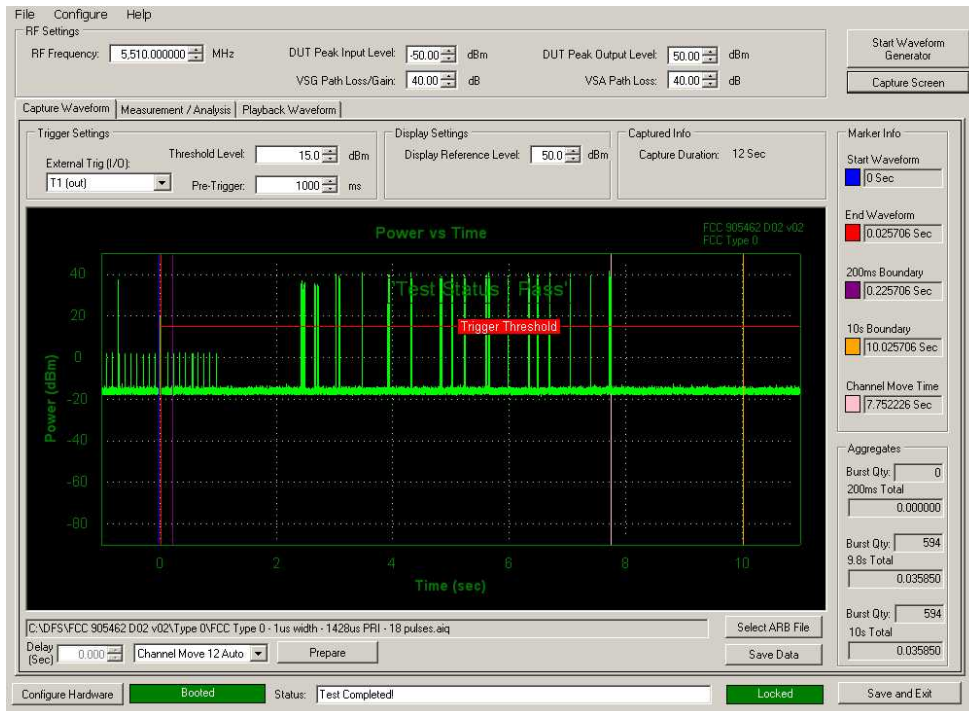 File Configure Help
RF Settings
RF Frequency: 5,510.000000 MHz
DUT Peak Input Level: -50.00 dBm
DUT Peak Output Level: 50.00 dBm
VSG Path Loss/Gain: 40.00 dB
VSA Path Loss: 40.00 dB
Start Waveform
Generator
Capture Screen
Capture Waveform Measurement / Analysis Playback Waveform
Trigger Settings
External Trig (I/O):
T1 (out)
Threshold Level: 15.0 dBm
Pre-Trigger: 1000 ms
Display Settings
Display Reference Level: 50.0 dBm
Captured Info
Capture Duration: 12 Sec
Marker Info
Start Waveform
0 Sec
End Waveform
0.025706 Sec
200ms Boundary
0.225706 Sec
10s Boundary
10.025706 Sec
Channel Move Time
7.752226 Sec
Power vs Time
FCC 905462 D02 v02
FCC Type 0
'Test Status : Pass'
Trigger Threshold
Power (dBm)
40
20
0
-20
-40
-60
-80
0 2 4 6 8 10
Time (sec)
Aggregates
Burst Qty: 0
200ms Total
0.000000
Burst Qty: 594
9.8s Total
0.035850
Burst Qty: 594
10s Total
0.035850
C:\DFS\FCC 905462 D02 v02\Type 0\FCC Type 0 - 1us width - 1428us PRI - 18 pulses.aiq
Select ARB File
Delay
(Sec) 0.000
Channel Move 12 Auto
Prepare
Save Data
Configure Hardware
Booted
Status: Test Completed!
Locked
Save and Exit